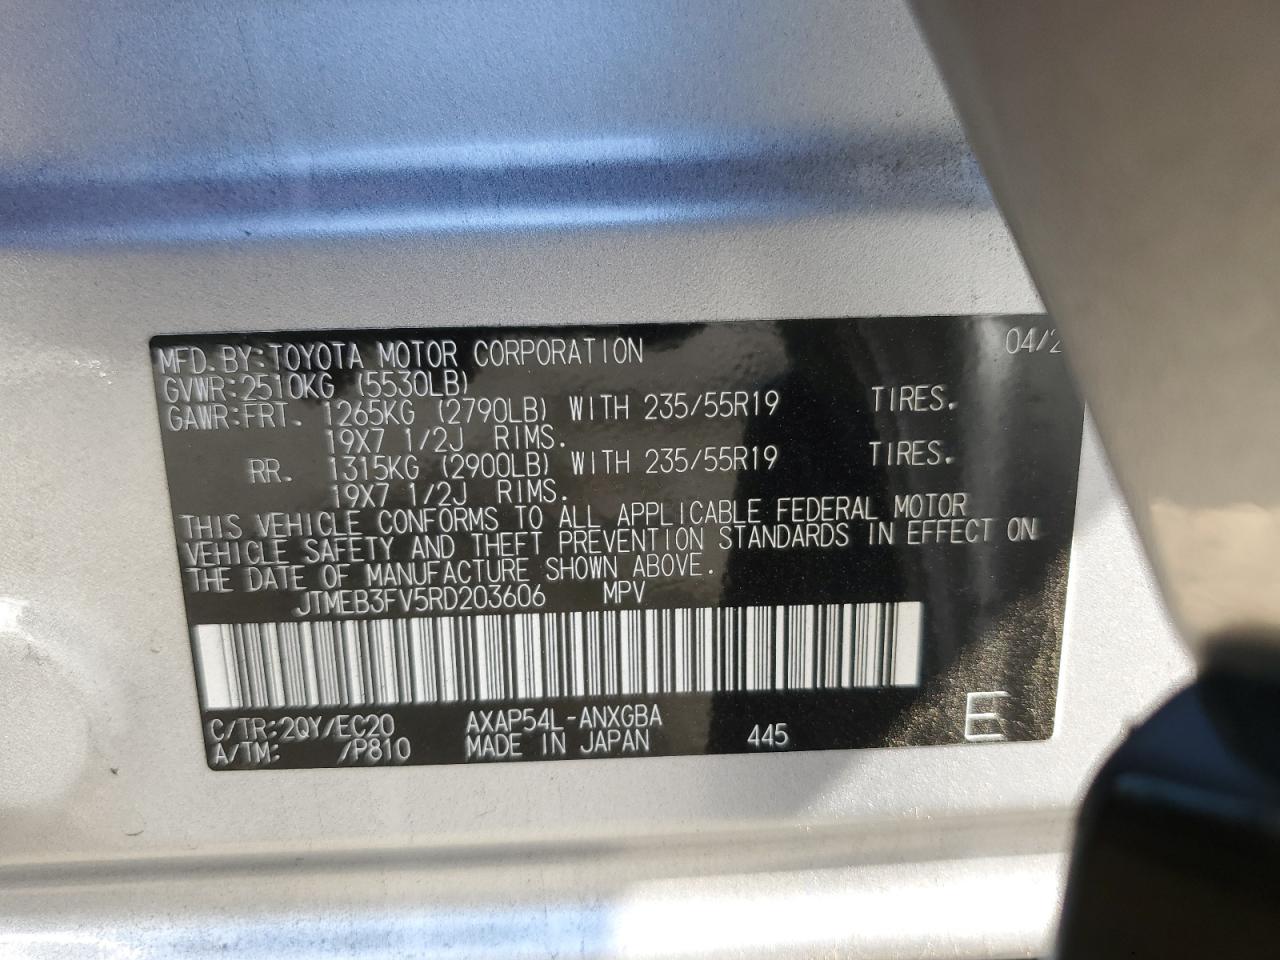 MFD. BY: TOYOTA MOTOR CORPORATION 04/2
GVWR: 2510KG (5530LB)
GAWR: FRT. 1265KG (2790LB) WITH 235/55R19 TIRES.
19X7 1/2J RIMS.
RR. 1315KG (2900LB) WITH 235/55R19 TIRES.
19X7 1/2J RIMS.
THIS VEHICLE CONFORMS TO ALL APPLICABLE FEDERAL MOTOR
VEHICLE SAFETY AND THEFT PREVENTION STANDARDS IN EFFECT ON
THE DATE OF MANUFACTURE SHOWN ABOVE.
JTMEB3FV5RD203606 MPV
C/TR: 2QY/EC20 AXAP54L-ANXGBA
A/TM: /P810 MADE IN JAPAN 445 E